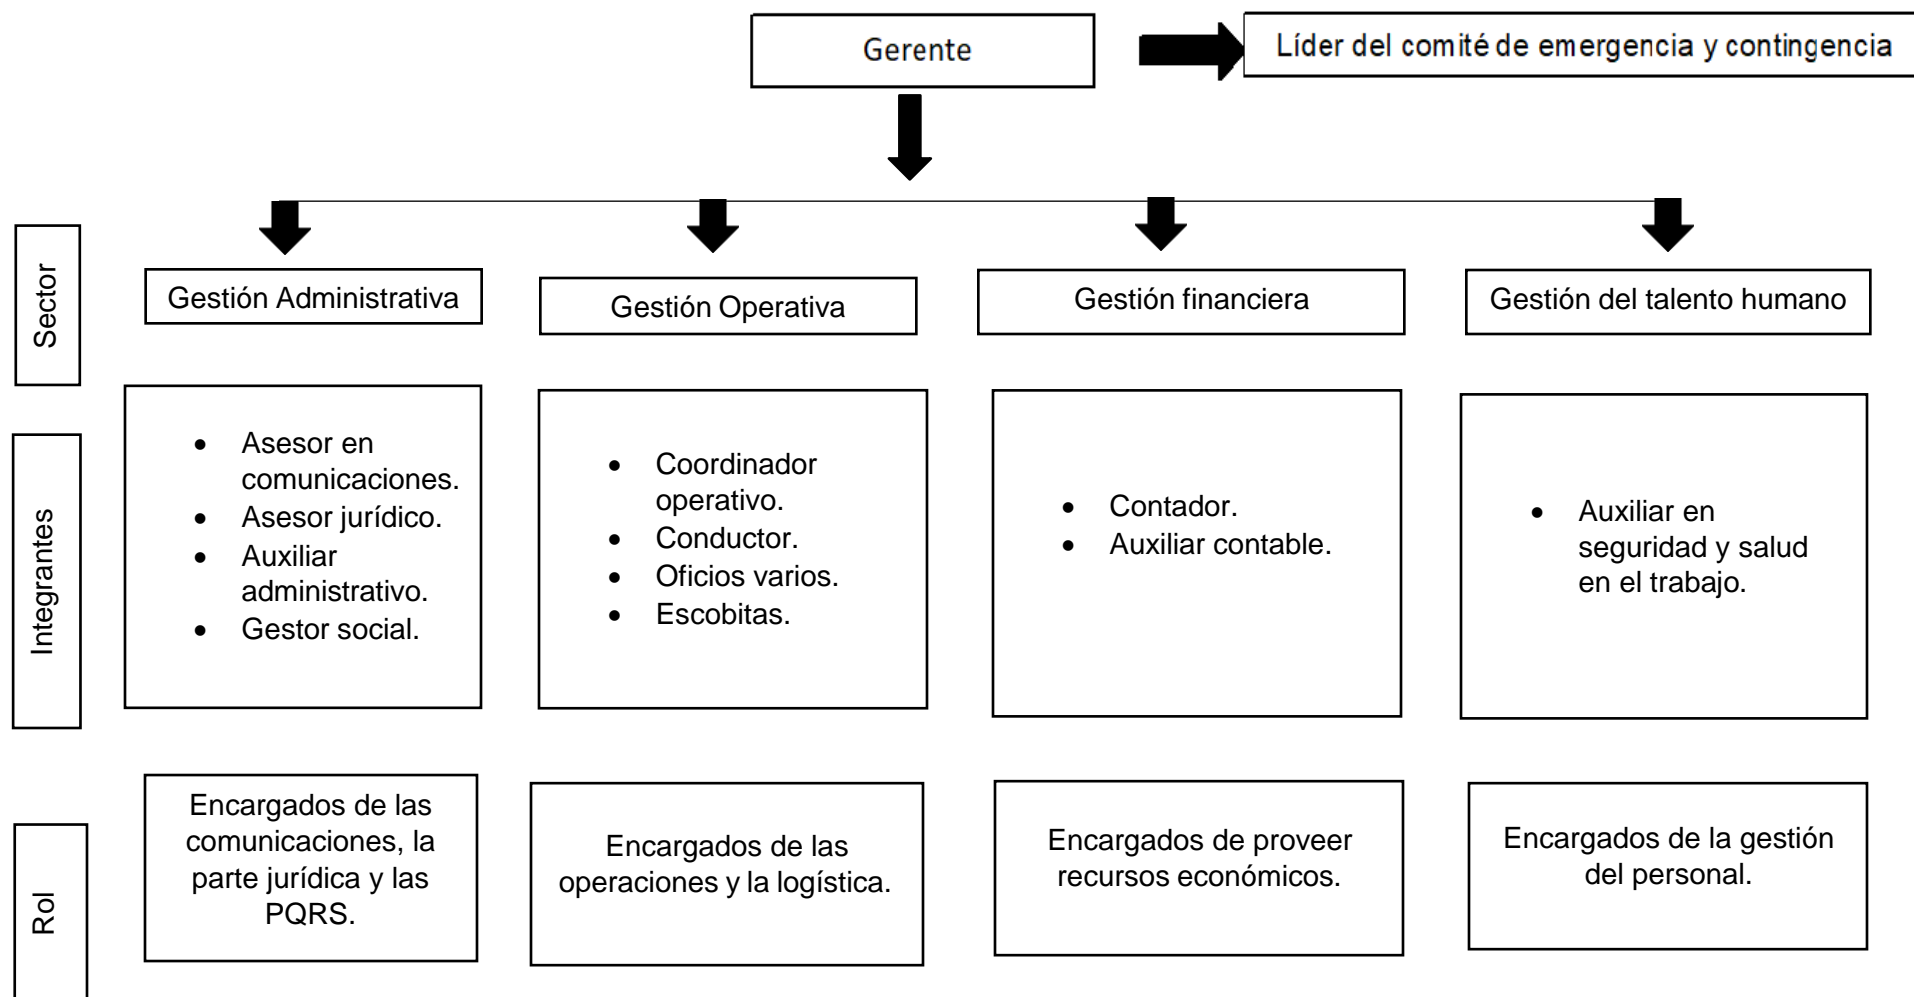 Gerente
Líder del comité de emergencia y contingencia
Sector
Gestión Administrativa
Gestión Operativa
Gestión financiera
Gestión del talento humano
Integrantes
• Asesor en
comunicaciones.
• Asesor jurídico.
• Auxiliar
administrativo.
• Gestor social.
• Coordinador
operativo.
• Conductor.
• Oficios varios.
• Escobitas.
• Contador.
• Auxiliar contable.
• Auxiliar en
seguridad y salud
en el trabajo.
Rol
Encargados de las
comunicaciones, la
parte jurídica y las
PQRS.
Encargados de las
operaciones y la logística.
Encargados de proveer
recursos económicos.
Encargados de la gestión
del personal.